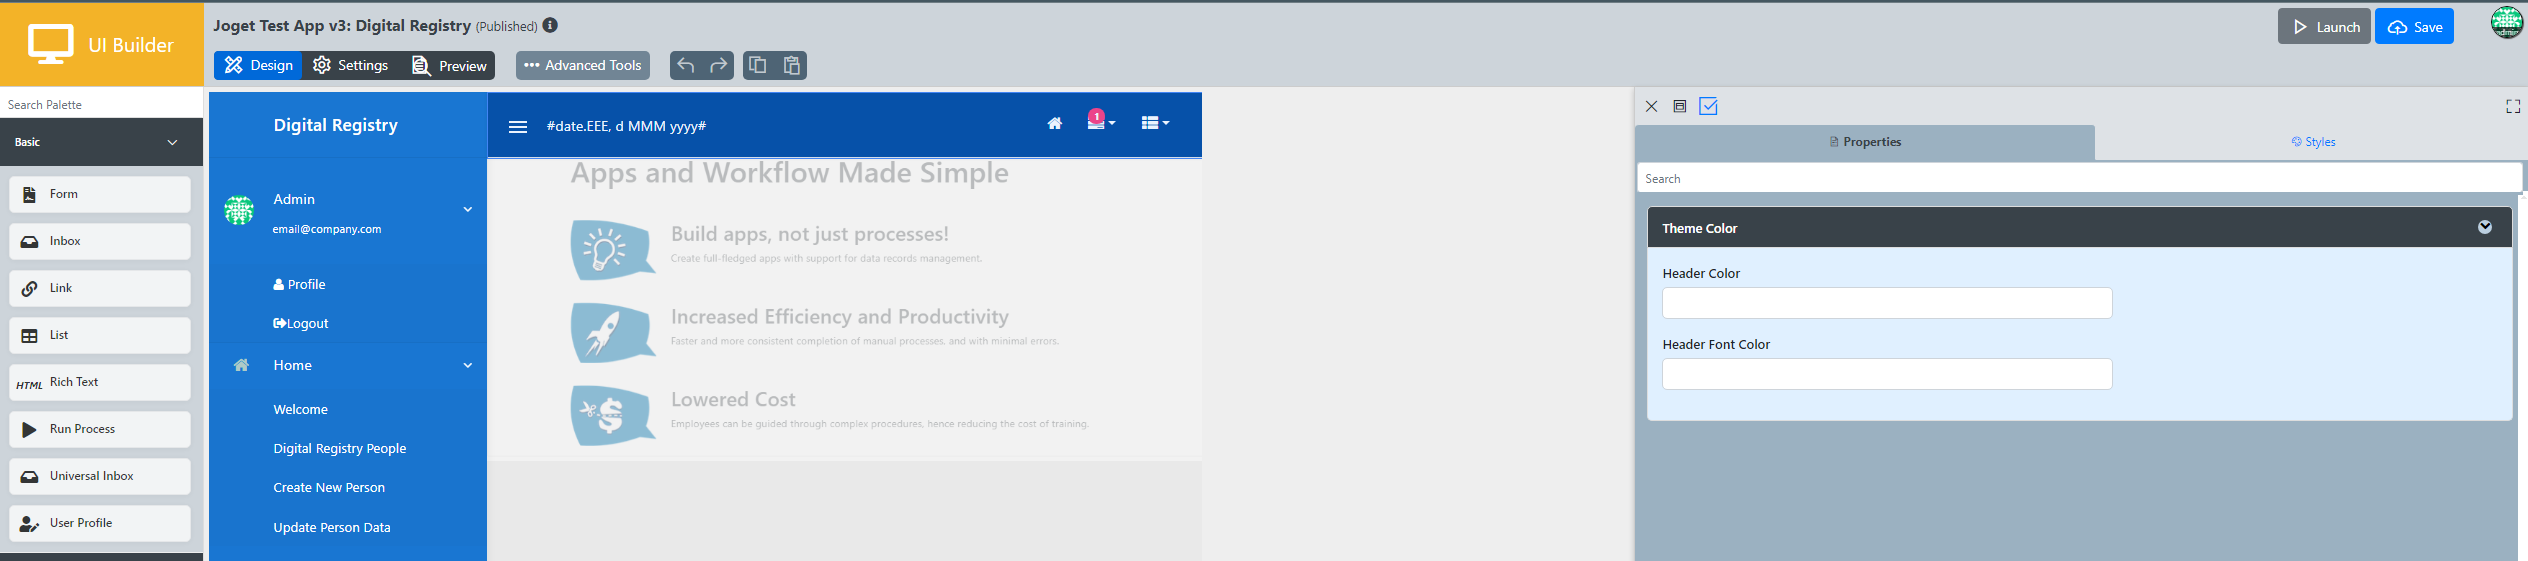 UI Builder
Joget Test App v3: Digital Registry (Published)
Launch
Save
admin
Design
Settings
Preview
Advanced Tools
Search Palette
Basic
Form
Inbox
Link
List
HTML Rich Text
Run Process
Universal Inbox
User Profile
Digital Registry
#date.EEE, d MMM yyyy#
1
Admin
email@company.com
Profile
Logout
Home
Welcome
Digital Registry People
Create New Person
Update Person Data
Apps and Workflow Made Simple
Build apps, not just processes!
Create full-fledged apps with support for data records management.
Increased Efficiency and Productivity
Faster and more consistent completion of manual processes, and with minimal errors.
Lowered Cost
Employees can be guided through complex procedures, hence reducing the cost of training.
Properties
Styles
Search
Theme Color
Header Color
Header Font Color